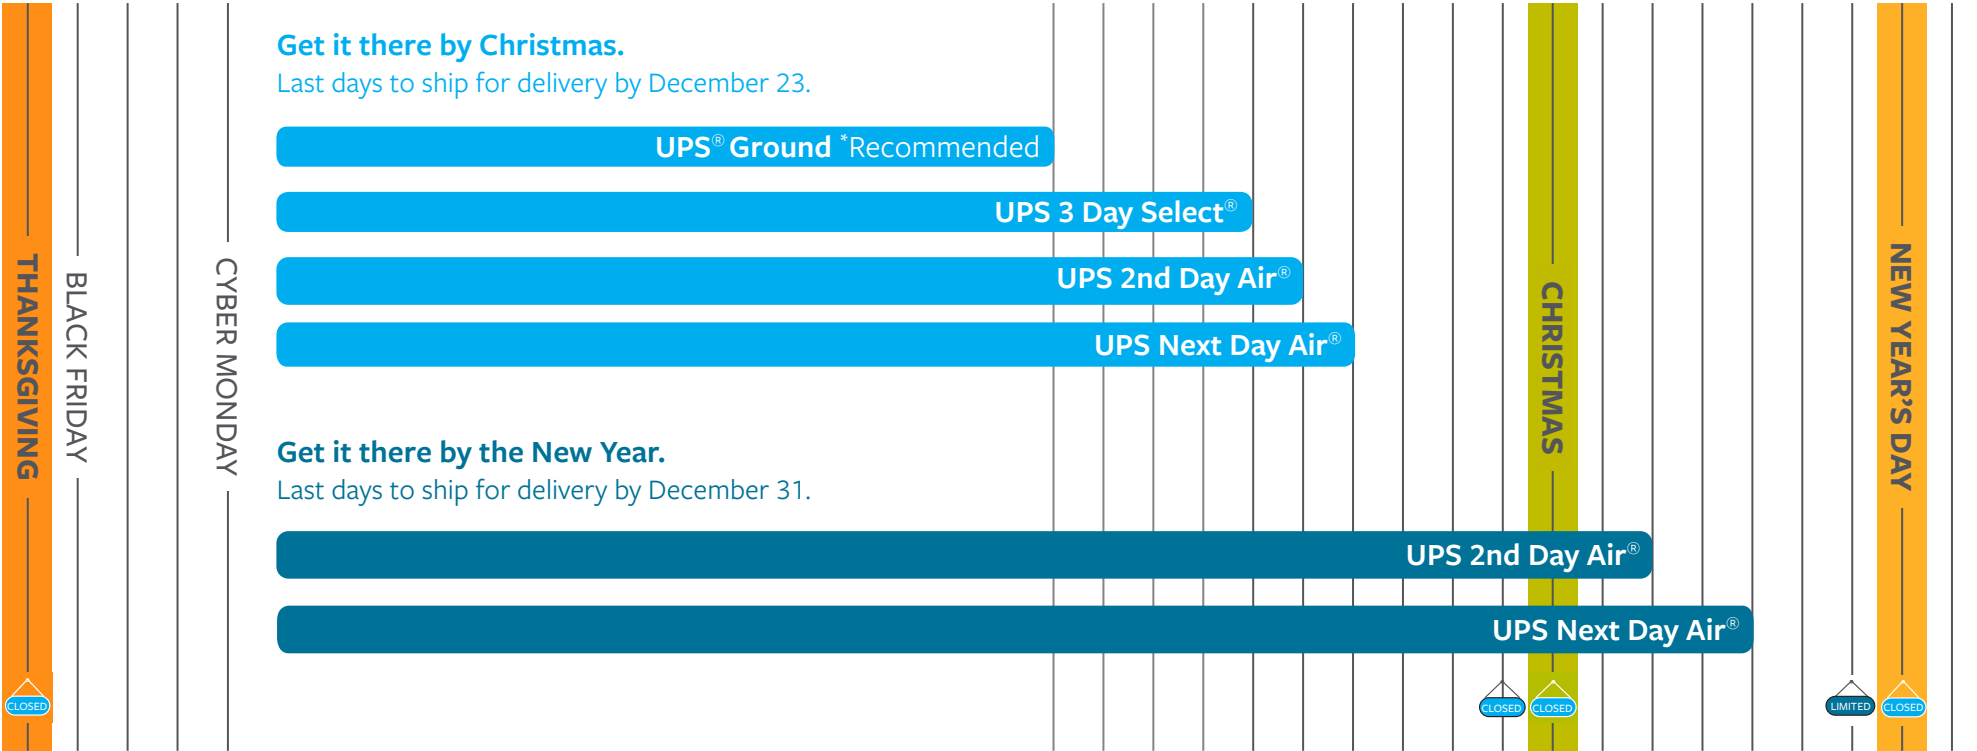 Get it there by Christmas.
Last days to ship for delivery by December 23.
UPS® Ground *Recommended
UPS 3 Day Select®
UPS 2nd Day Air®
UPS Next Day Air®
THANKSGIVING
BLACK FRIDAY
CYBER MONDAY
CHRISTMAS
NEW YEAR'S DAY
Get it there by the New Year.
Last days to ship for delivery by December 31.
UPS 2nd Day Air®
UPS Next Day Air®
CLOSED
CLOSED
CLOSED
LIMITED
CLOSED